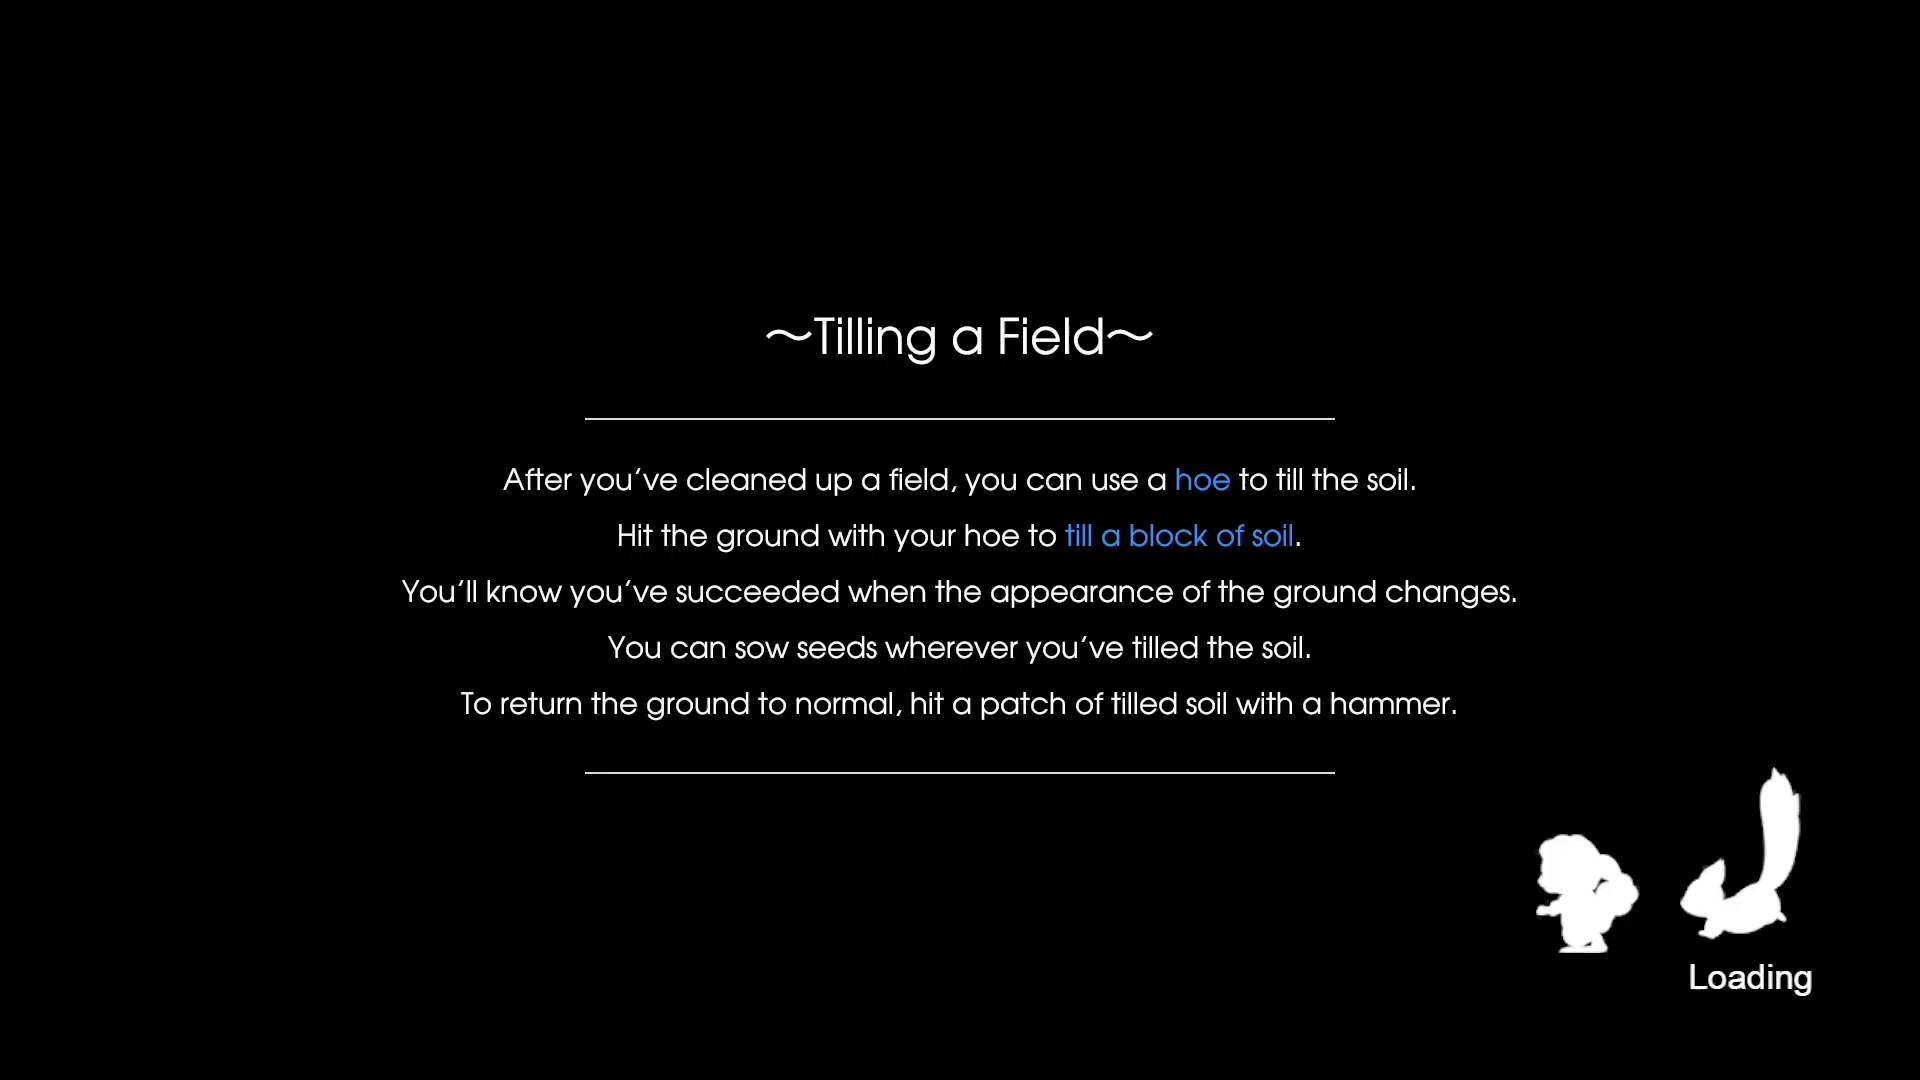 ～Tilling a Field～
After you’ve cleaned up a field, you can use a hoe to till the soil.
Hit the ground with your hoe to till a block of soil.
You’ll know you’ve succeeded when the appearance of the ground changes.
You can sow seeds wherever you’ve tilled the soil.
To return the ground to normal, hit a patch of tilled soil with a hammer.
Loading